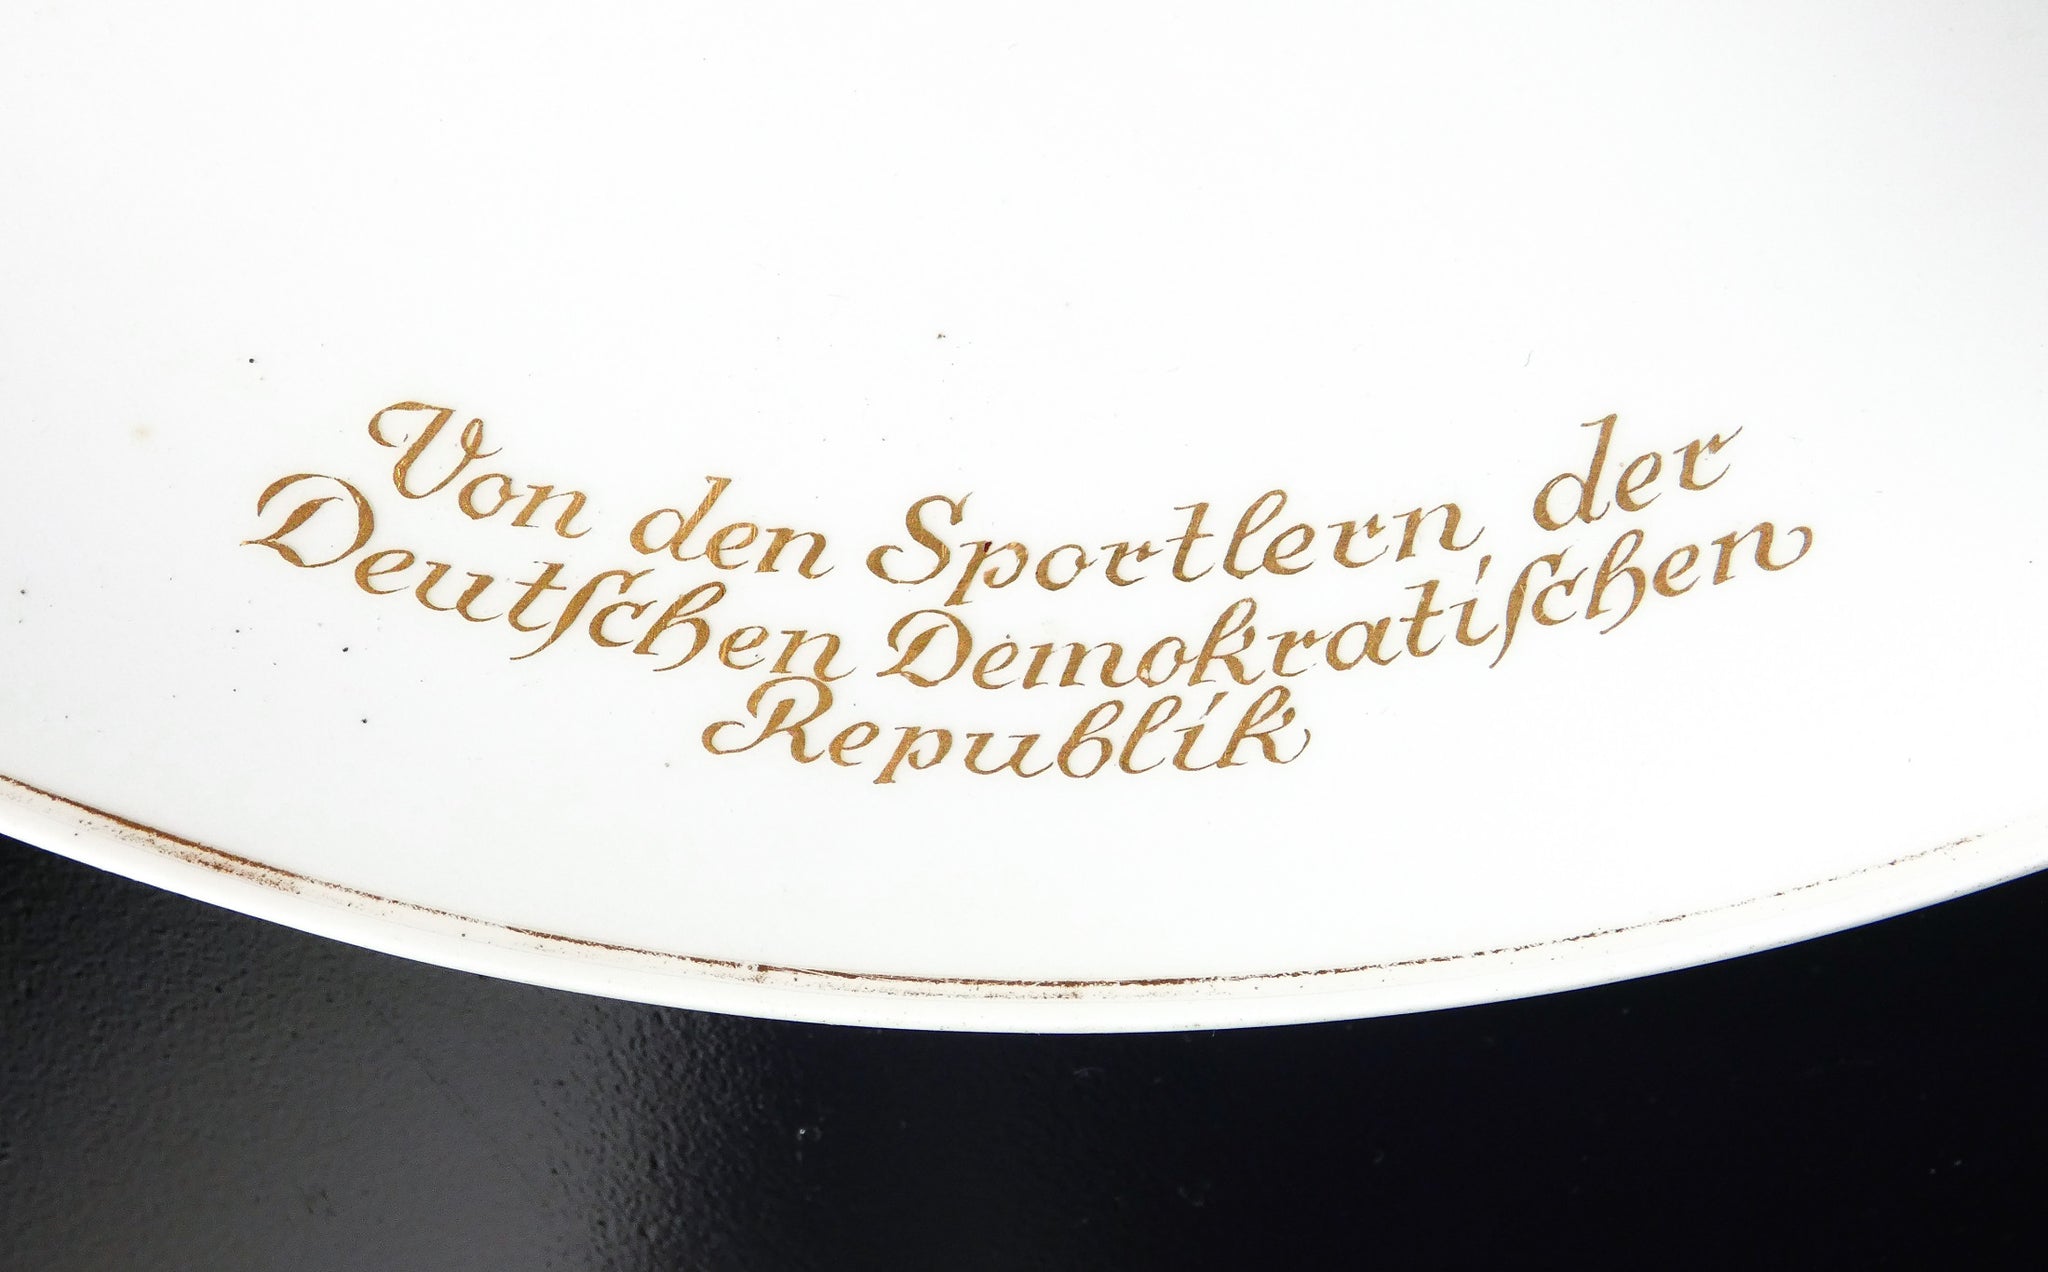 Von den Sportlern der
Deutſchen Demokratiſchen
Republik